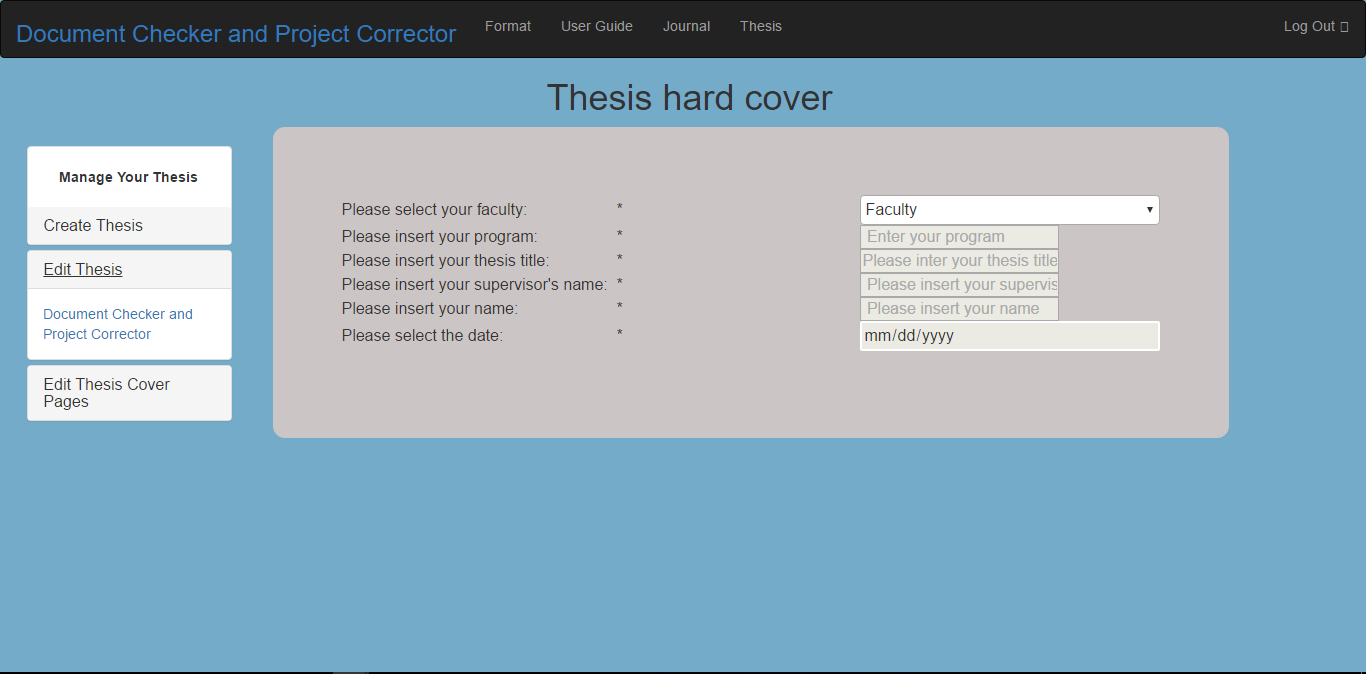 Document Checker and Project Corrector Format User Guide Journal Thesis Log Out
Thesis hard cover
Manage Your Thesis
Create Thesis
Edit Thesis
Document Checker and
Project Corrector
Edit Thesis Cover
Pages
Please select your faculty: * Faculty
Please insert your program: * Enter your program
Please insert your thesis title: * Please inter your thesis title
Please insert your supervisor's name: * Please insert your supervis
Please insert your name: * Please insert your name
Please select the date: * mm/dd/yyyy